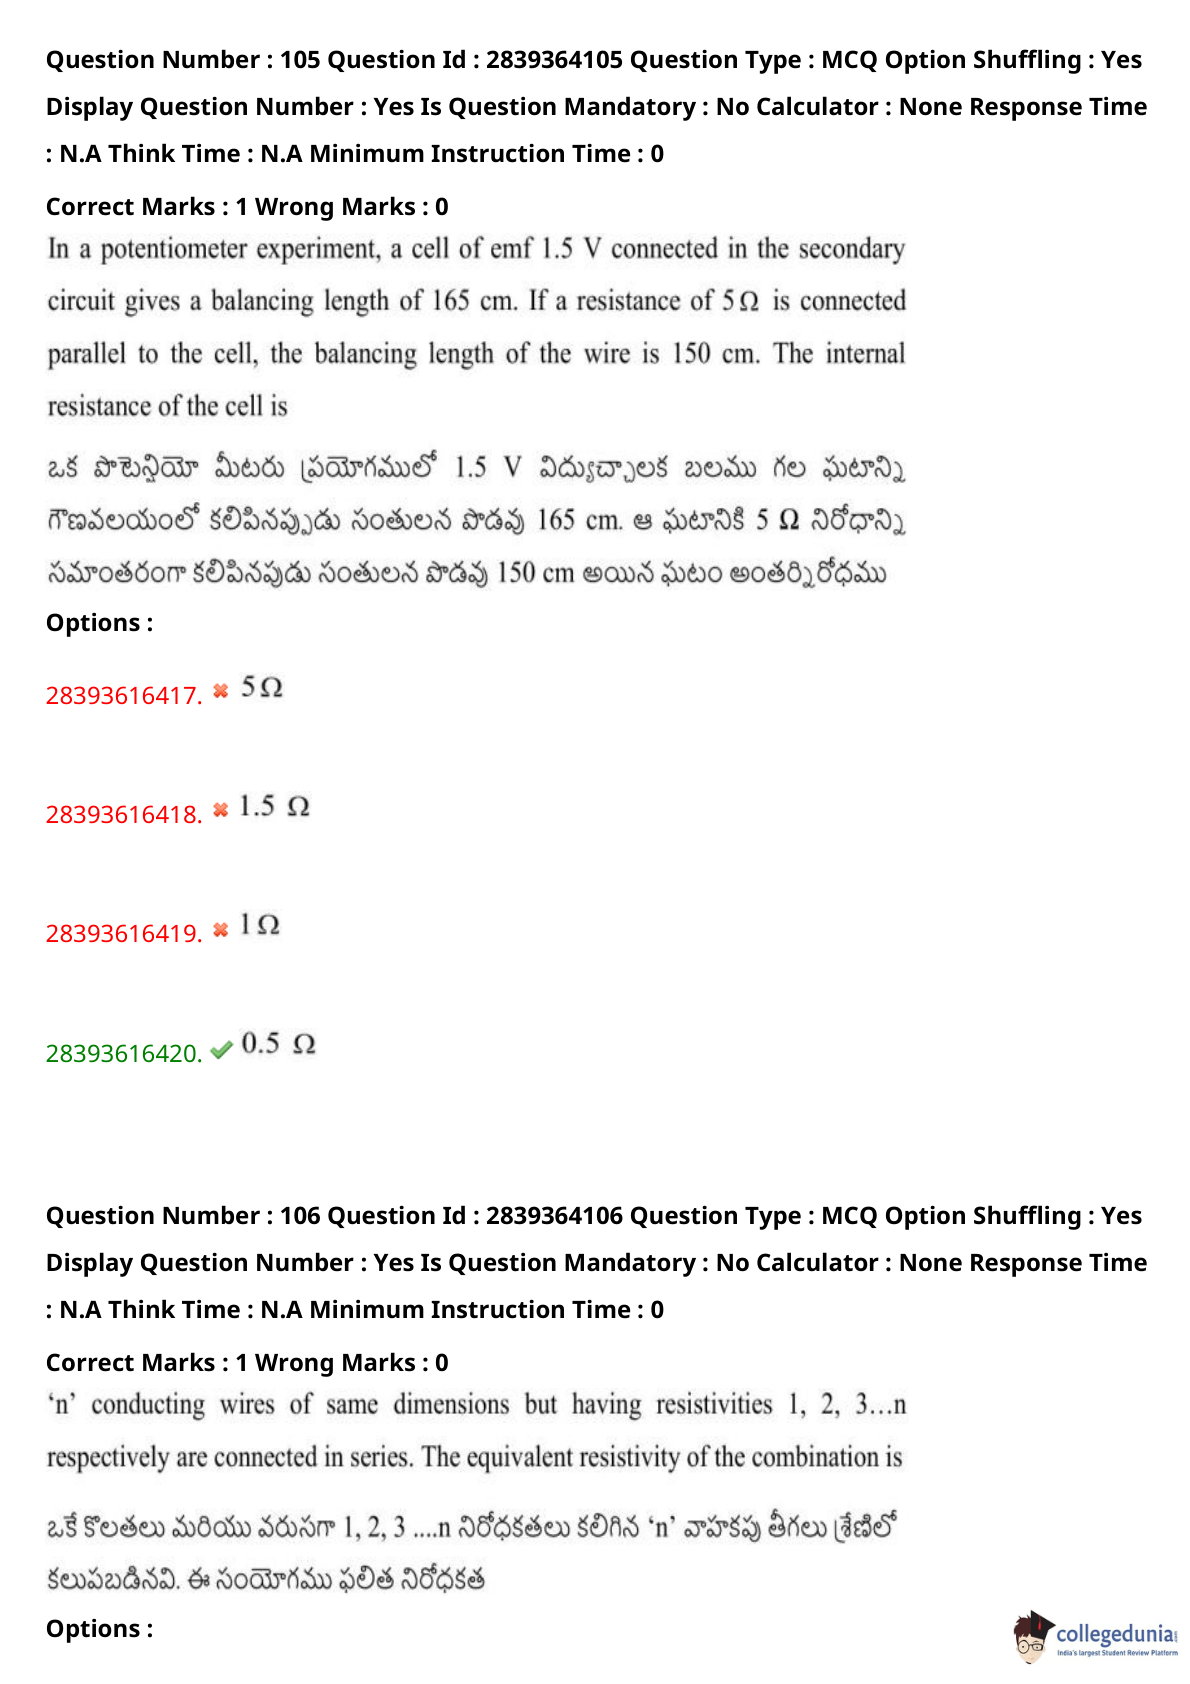 Question Number : 105 Question Id : 2839364105 Question Type : MCQ Option Shuffling : Yes
Display Question Number : Yes Is Question Mandatory : No Calculator : None Response Time
: N.A Think Time : N.A Minimum Instruction Time : 0
Correct Marks : 1 Wrong Marks : 0
In a potentiometer experiment, a cell of emf 1.5 V connected in the secondary
circuit gives a balancing length of 165 cm. If a resistance of 5 Ω is connected
parallel to the cell, the balancing length of the wire is 150 cm. The internal
resistance of the cell is
ఒక పొటెన్షియో మీటరు ప్రయోగములో 1.5 V విద్యుచ్చాలక బలము గల ఘటాన్ని
గౌణవలయంలో కలిపినప్పుడు సంతులన పొడవు 165 cm. ఆ ఘటానికి 5 Ω నిరోధాన్ని
సమాంతరంగా కలిపినపుడు సంతులన పొడవు 150 cm అయిన ఘటం అంతర్నిరోధము
Options :
28393616417. 5 Ω
28393616418. 1.5 Ω
28393616419. 1 Ω
28393616420. 0.5 Ω
Question Number : 106 Question Id : 2839364106 Question Type : MCQ Option Shuffling : Yes
Display Question Number : Yes Is Question Mandatory : No Calculator : None Response Time
: N.A Think Time : N.A Minimum Instruction Time : 0
Correct Marks : 1 Wrong Marks : 0
‘n’ conducting wires of same dimensions but having resistivities 1, 2, 3…n
respectively are connected in series. The equivalent resistivity of the combination is
ఒకే కొలతలు మరియు వరుసగా 1, 2, 3 ....n నిరోధకతలు కలిగిన ‘n’ వాహకపు తీగలు శ్రేణిలో
కలుపబడినవి. ఈ సంయోగము ఫలిత నిరోధకత
Options :
collegedunia
India's largest Student Review Platform